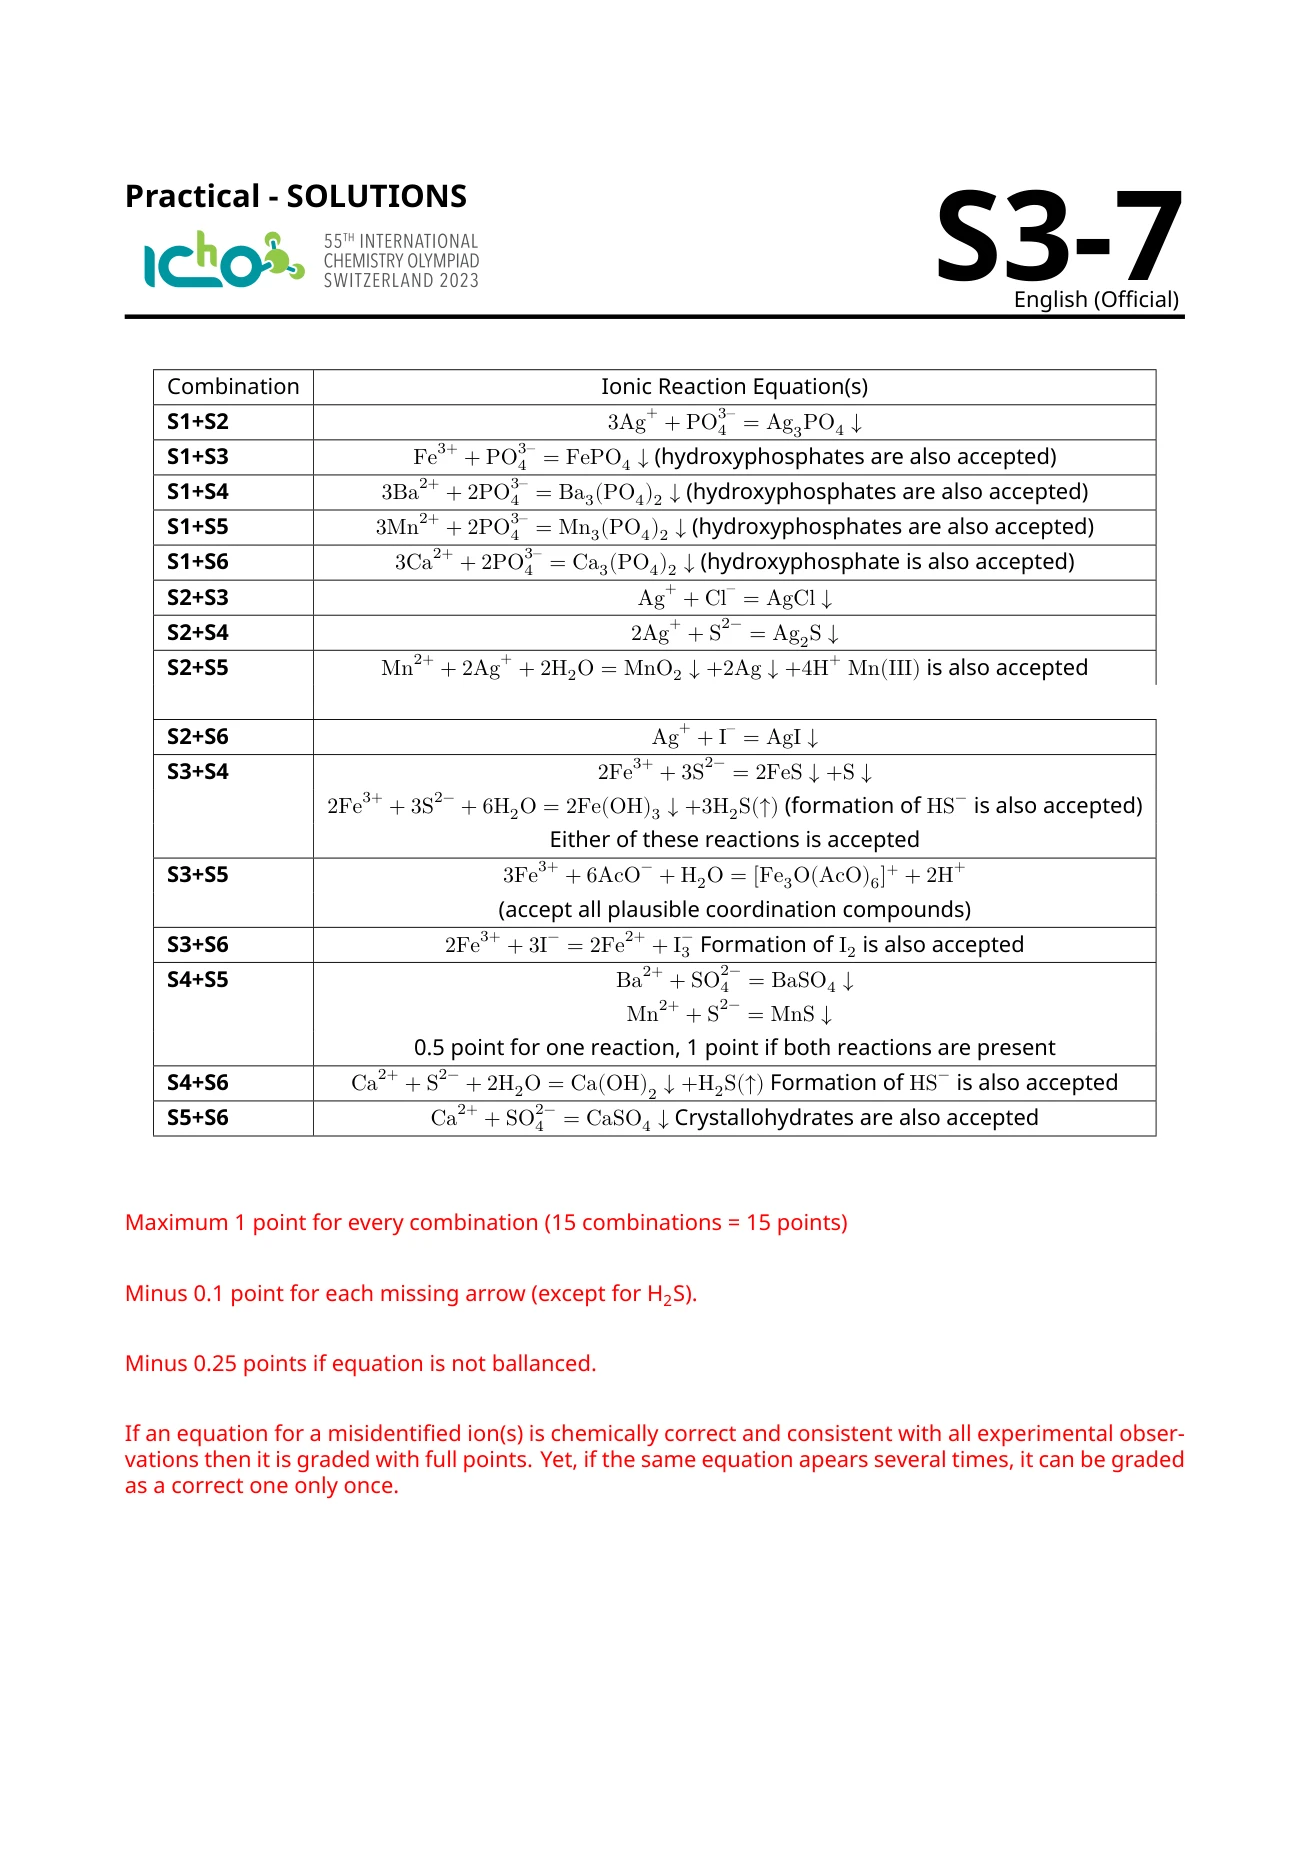 Practical - SOLUTIONS
S3-7
IChO
55TH INTERNATIONAL
CHEMISTRY OLYMPIAD
SWITZERLAND 2023
English (Official)
Combination Ionic Reaction Equation(s)
S1+S2 3Ag⁺ + PO₄³⁻ = Ag₃PO₄ ↓
S1+S3 Fe³⁺ + PO₄³⁻ = FePO₄ ↓ (hydroxyphosphates are also accepted)
S1+S4 3Ba²⁺ + 2PO₄³⁻ = Ba₃(PO₄)₂ ↓ (hydroxyphosphates are also accepted)
S1+S5 3Mn²⁺ + 2PO₄³⁻ = Mn₃(PO₄)₂ ↓ (hydroxyphosphates are also accepted)
S1+S6 3Ca²⁺ + 2PO₄³⁻ = Ca₃(PO₄)₂ ↓ (hydroxyphosphate is also accepted)
S2+S3 Ag⁺ + Cl⁻ = AgCl ↓
S2+S4 2Ag⁺ + S²⁻ = Ag₂S ↓
S2+S5 Mn²⁺ + 2Ag⁺ + 2H₂O = MnO₂ ↓ +2Ag ↓ +4H⁺ Mn(III) is also accepted
S2+S6 Ag⁺ + I⁻ = AgI ↓
S3+S4 2Fe³⁺ + 3S²⁻ = 2FeS ↓ +S ↓
2Fe³⁺ + 3S²⁻ + 6H₂O = 2Fe(OH)₃ ↓ +3H₂S(↑) (formation of HS⁻ is also accepted)
Either of these reactions is accepted
S3+S5 3Fe³⁺ + 6AcO⁻ + H₂O = [Fe₃O(AcO)₆]⁺ + 2H⁺
(accept all plausible coordination compounds)
S3+S6 2Fe³⁺ + 3I⁻ = 2Fe²⁺ + I₃⁻ Formation of I₂ is also accepted
S4+S5 Ba²⁺ + SO₄²⁻ = BaSO₄ ↓
Mn²⁺ + S²⁻ = MnS ↓
0.5 point for one reaction, 1 point if both reactions are present
S4+S6 Ca²⁺ + S²⁻ + 2H₂O = Ca(OH)₂ ↓ +H₂S(↑) Formation of HS⁻ is also accepted
S5+S6 Ca²⁺ + SO₄²⁻ = CaSO₄ ↓ Crystallohydrates are also accepted
Maximum 1 point for every combination (15 combinations = 15 points)
Minus 0.1 point for each missing arrow (except for H₂S).
Minus 0.25 points if equation is not ballanced.
If an equation for a misidentified ion(s) is chemically correct and consistent with all experimental obser-
vations then it is graded with full points. Yet, if the same equation apears several times, it can be graded
as a correct one only once.